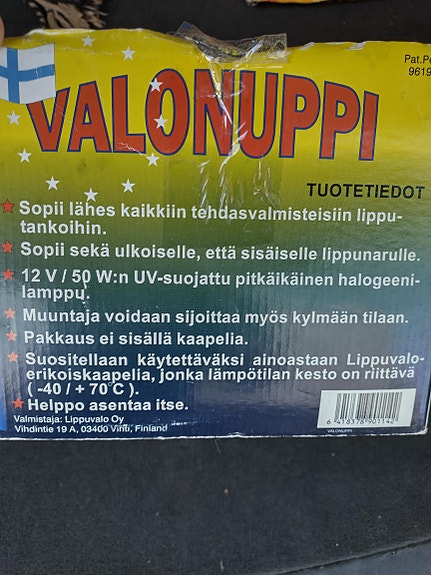 Pat.Pe
9619
VALONUPPI
TUOTETIEDOT
Sopii lähes kaikkiin tehdasvalmisteisiin lippu-
tankoihin.
Sopii sekä ulkoiselle, että sisäiselle lippunarulle.
12 V / 50 W:n UV-suojattu pitkäikäinen halogeeni-
lamppu.
Muuntaja voidaan sijoittaa myös kylmään tilaan.
Pakkaus ei sisällä kaapelia.
Suositellaan käytettäväksi ainoastaan Lippuvalo-
erikoiskaapelia, jonka lämpötilan kesto on riittävä
( -40 / + 70°C ).
Helppo asentaa itse.
Valmistaja: Lippuvalo Oy
Vihdintie 19 A, 03400 Vihti, Finland
6 418378 901142
VALONUPPI